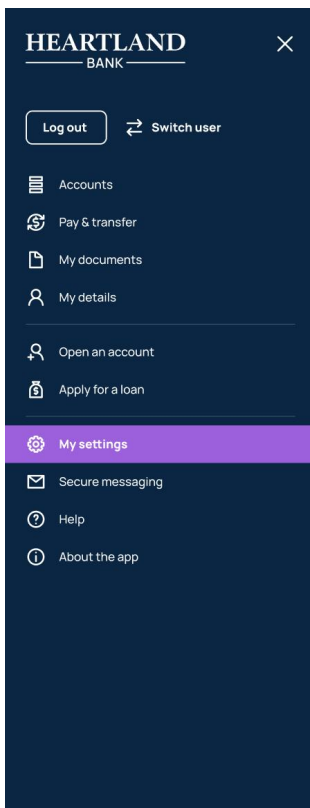 HEARTLAND
BANK
Log out Switch user
Accounts
Pay & transfer
My documents
My details
Open an account
Apply for a loan
My settings
Secure messaging
Help
About the app